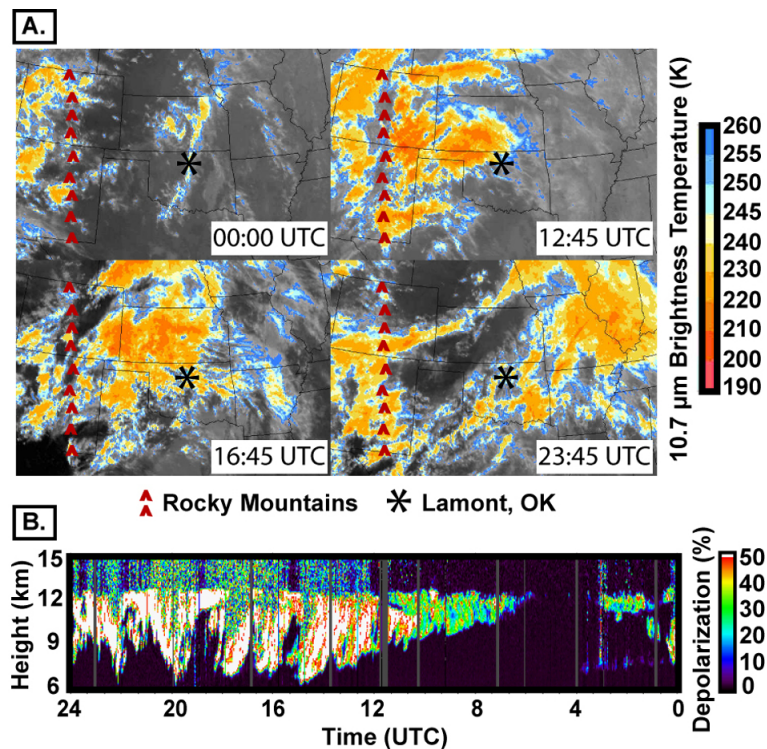 A.
00:00 UTC
12:45 UTC
16:45 UTC
23:45 UTC
10.7 µm Brightness Temperature (K)
260
255
250
245
240
230
220
210
200
190
Rocky Mountains
Lamont, OK
B.
Height (km)
15
12
9
6
24
20
16
12
8
4
0
Time (UTC)
Depolarization (%)
50
40
30
20
10
0